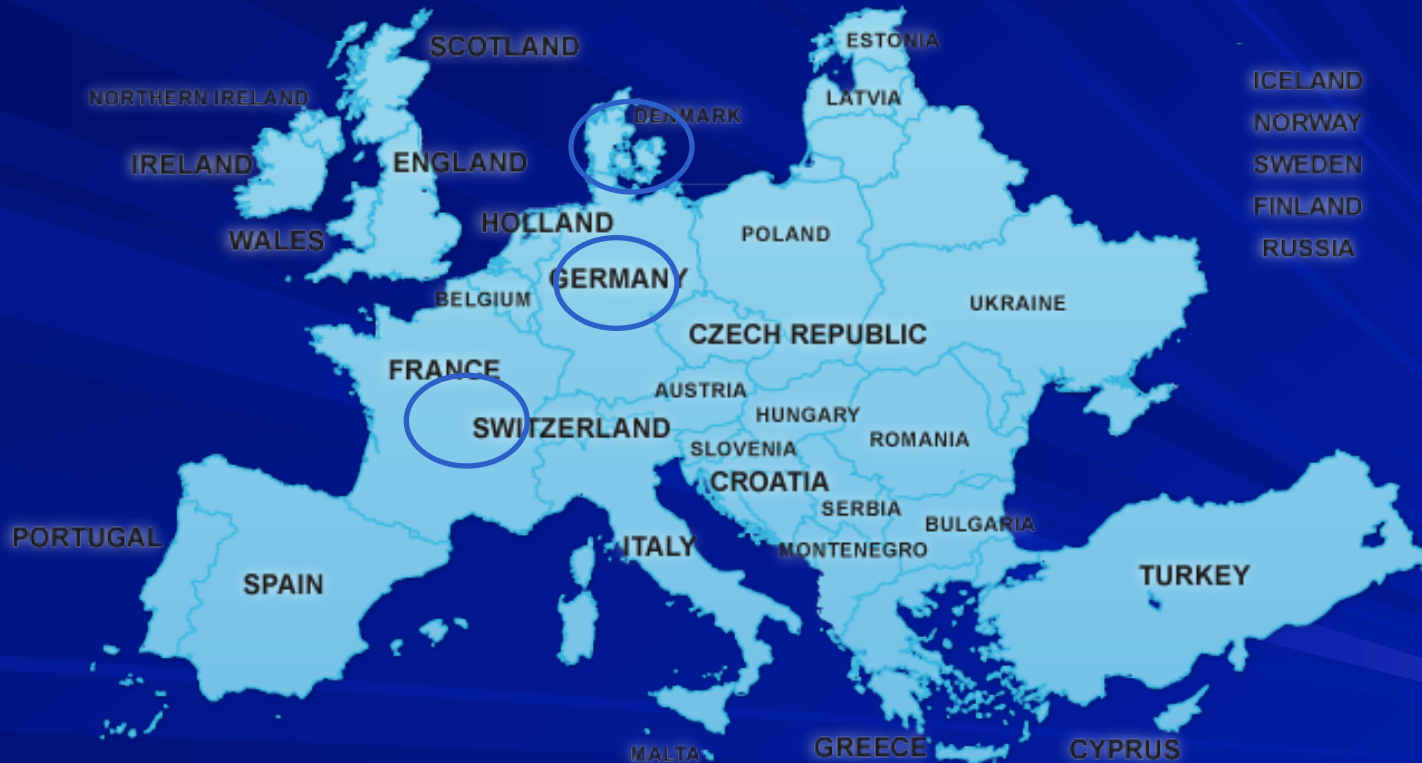 ESTONIA
SCOTLAND
ICELAND
NORTHERN IRELAND
LATVIA
DENMARK
NORWAY
IRELAND
ENGLAND
SWEDEN
FINLAND
HOLLAND
POLAND
WALES
RUSSIA
GERMANY
BELGIUM
UKRAINE
CZECH REPUBLIC
FRANCE
AUSTRIA
HUNGARY
SWITZERLAND
ROMANIA
SLOVENIA
CROATIA
SERBIA
BULGARIA
PORTUGAL
ITALY
MONTENEGRO
TURKEY
SPAIN
GREECE
CYPRUS
MALTA